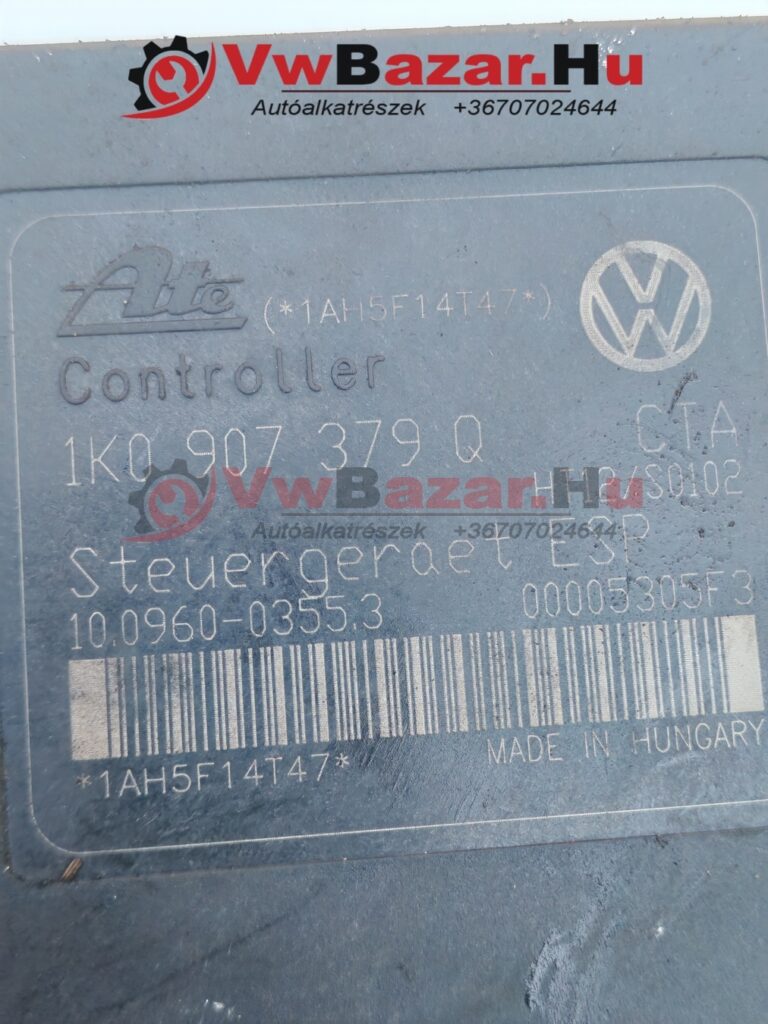 VwBazar.Hu
Autóalkatrészek +36707024644
Ate (*1AH5F14T47*)
Controller
1K0 907 379 Q CTA
/S0102
VwBazar.Hu
Autóalkatrészek +36707024644
Steuergeraet ESP
10.0960-0355.3 00005305F3
MADE IN HUNGARY
*1AH5F14T47*